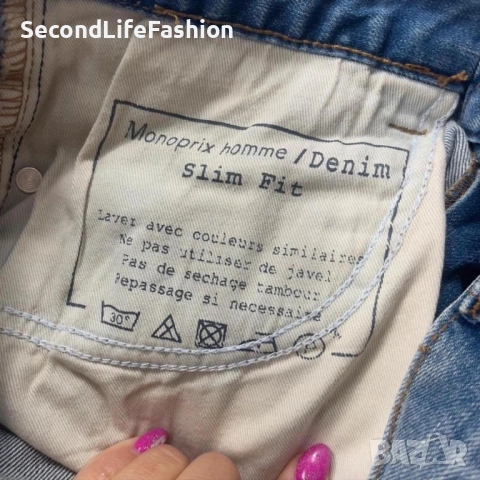 SecondLifeFashion
Monoprix homme / Denim
Slim Fit
Laver avec couleurs similaires
Ne pas utiliser de javel
Pas de sechage tambour
Repassage si necessaire
30°
BAZAR